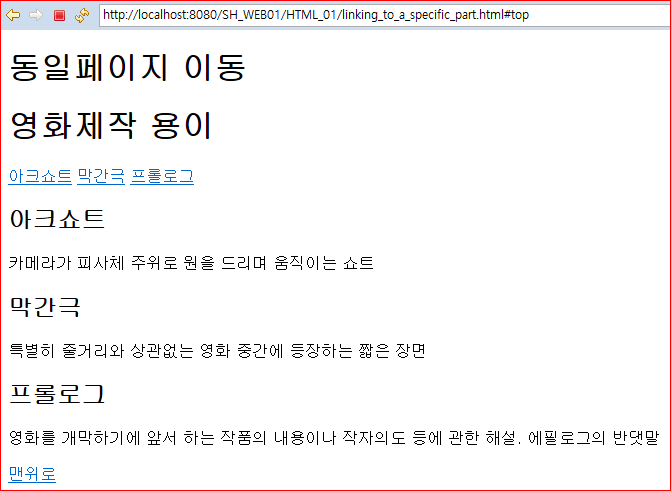 http://localhost:8080/SH_WEB01/HTML_01/linking_to_a_specific_part.html#top
동일페이지 이동
영화제작 용이
아크쇼트 막간극 프롤로그
아크쇼트
카메라가 피사체 주위로 원을 드리며 움직이는 쇼트
막간극
특별히 줄거리와 상관없는 영화 중간에 등장하는 짧은 장면
프롤로그
영화를 개막하기에 앞서 하는 작품의 내용이나 작자의도 등에 관한 해설. 에필로그의 반댓말
맨위로